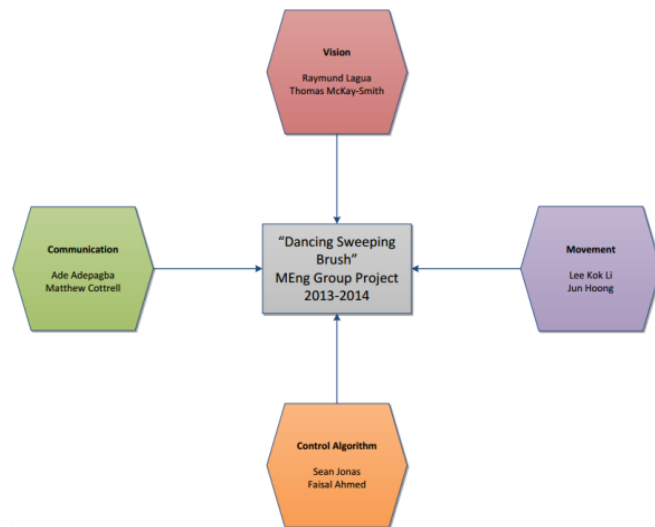 Vision
Raymund Lagua
Thomas McKay-Smith
Communication
Ade Adepagba
Matthew Cottrell
“Dancing Sweeping
Brush”
MEng Group Project
2013-2014
Movement
Lee Kok Li
Jun Hoong
Control Algorithm
Sean Jonas
Faisal Ahmed